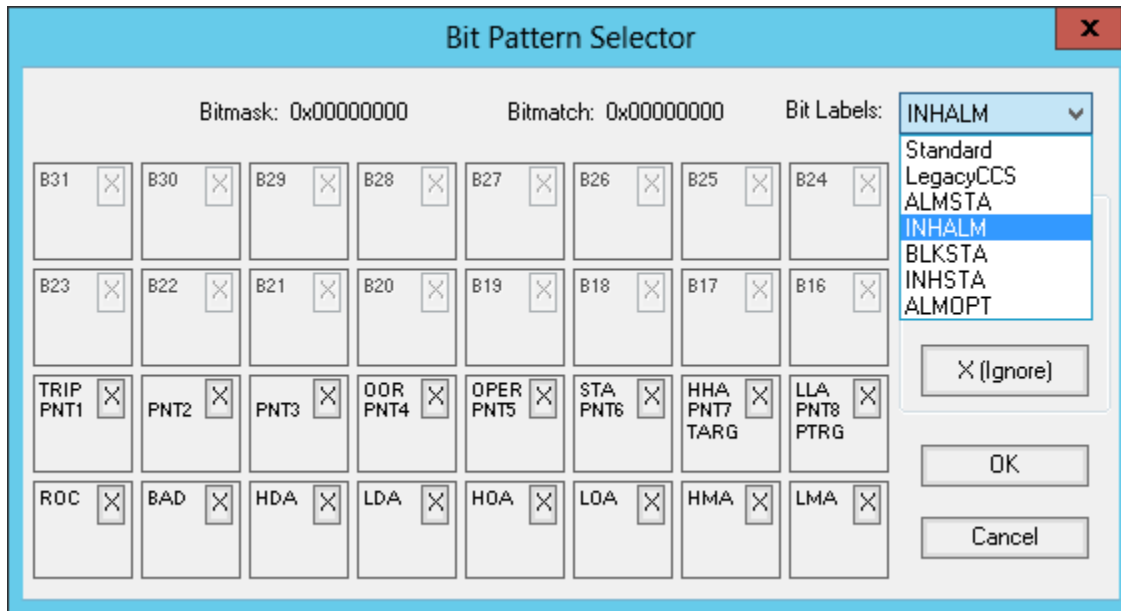 Bit Pattern Selector x
Bitmask: 0x00000000 Bitmatch: 0x00000000 Bit Labels: INHALM
Standard
LegacyCCS
ALMSTA
INHALM
BLKSTA
INHSTA
ALMOPT
B31 X B30 X B29 X B28 X B27 X B26 X B25 X B24 X
B23 X B22 X B21 X B20 X B19 X B18 X B17 X B16 X
TRIP X X X OOR X OPER X STA X HHA X LLA X
PNT1 PNT2 PNT3 PNT4 PNT5 PNT6 PNT7 PNT8
TARG PTRG
ROC X BAD X HDA X LDA X HOA X LOA X HMA X LMA X
X (Ignore)
OK
Cancel